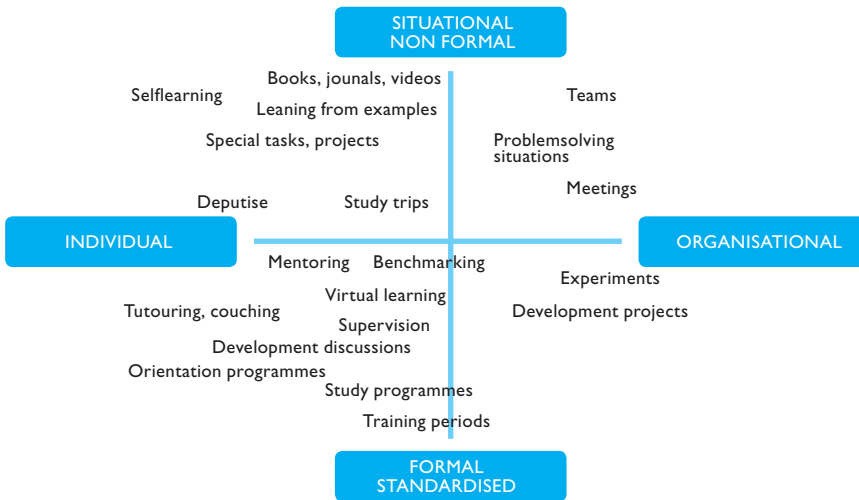 SITUATIONAL
NON FORMAL
Books, jounals, videos
Selflearning
Teams
Leaning from examples
Special tasks, projects
Problemsolving
situations
Meetings
Deputise
Study trips
INDIVIDUAL
ORGANISATIONAL
Mentoring
Benchmarking
Experiments
Virtual learning
Tutouring, couching
Development projects
Supervision
Development discussions
Orientation programmes
Study programmes
Training periods
FORMAL
STANDARDISED